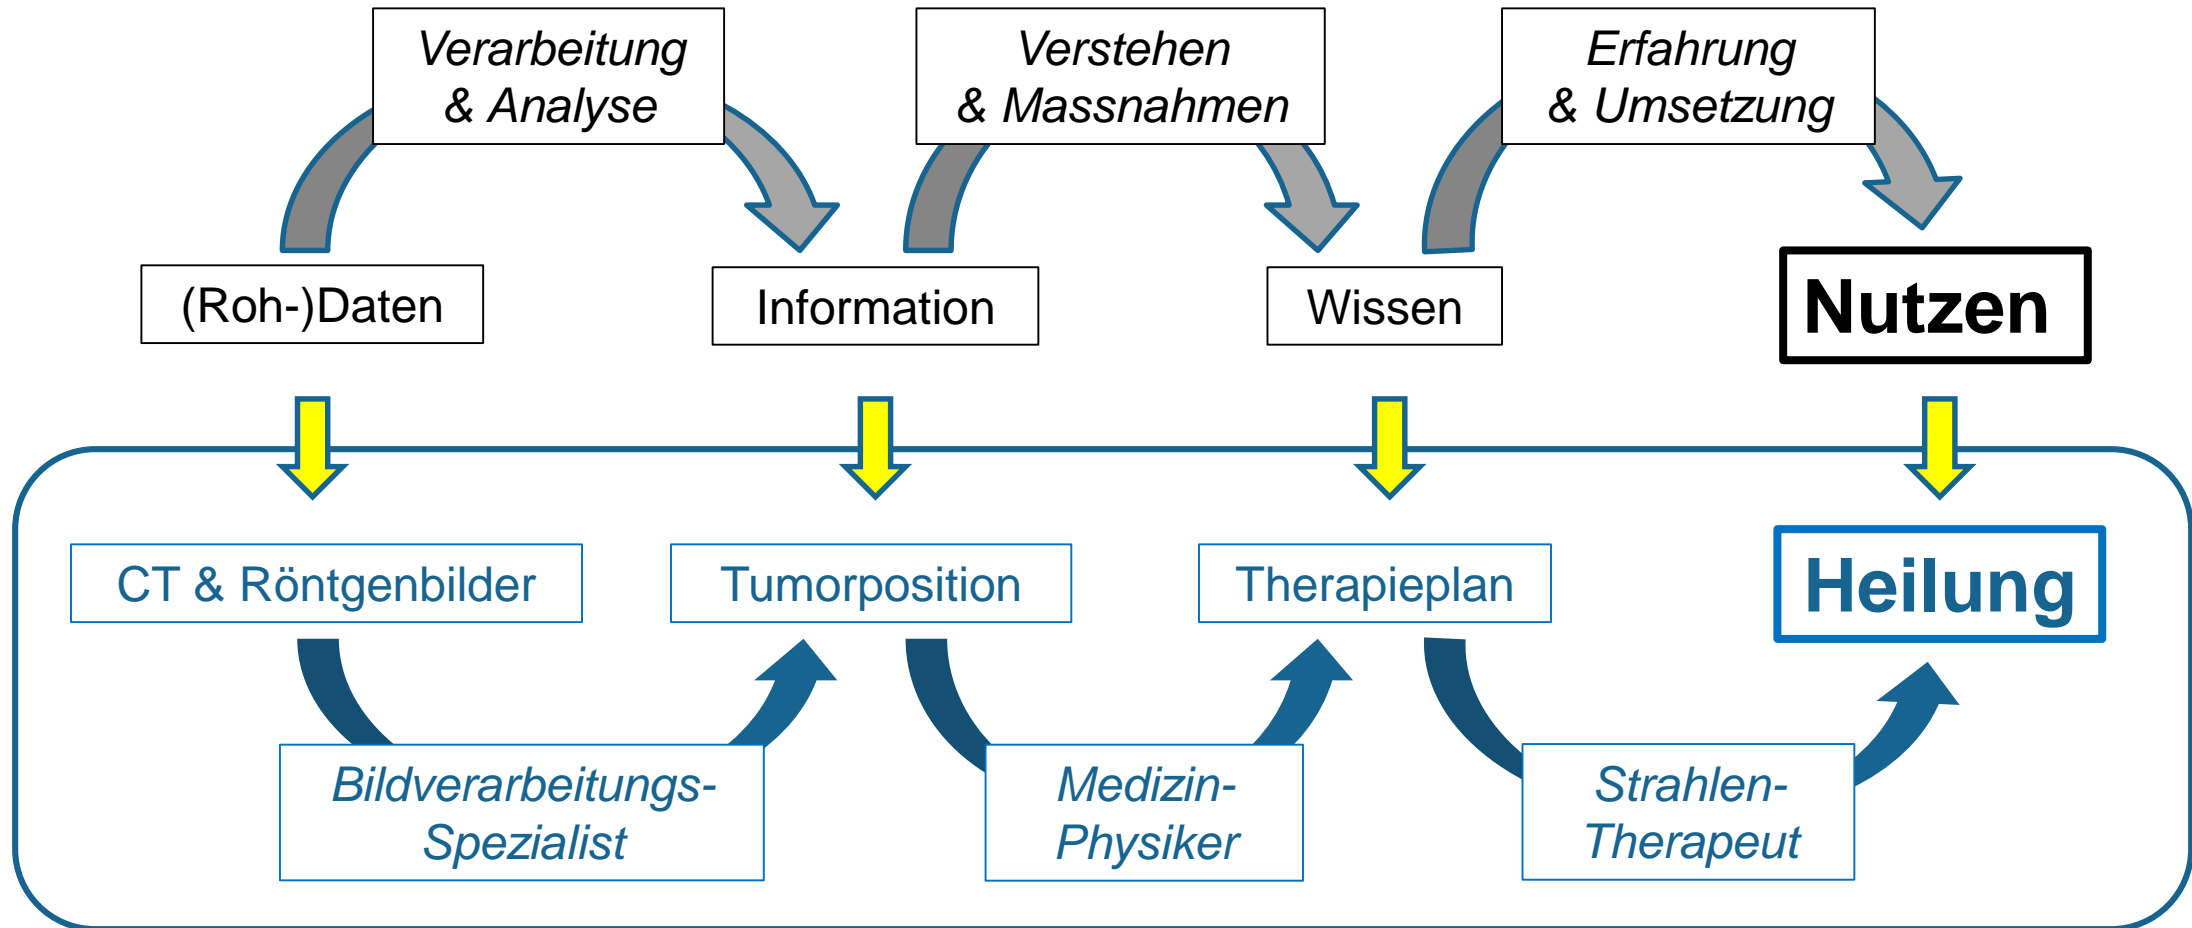 Verarbeitung
& Analyse
Verstehen
& Massnahmen
Erfahrung
& Umsetzung
(Roh-)Daten
Information
Wissen
Nutzen
CT & Röntgenbilder
Tumorposition
Therapieplan
Heilung
Bildverarbeitungs-
Spezialist
Medizin-
Physiker
Strahlen-
Therapeut